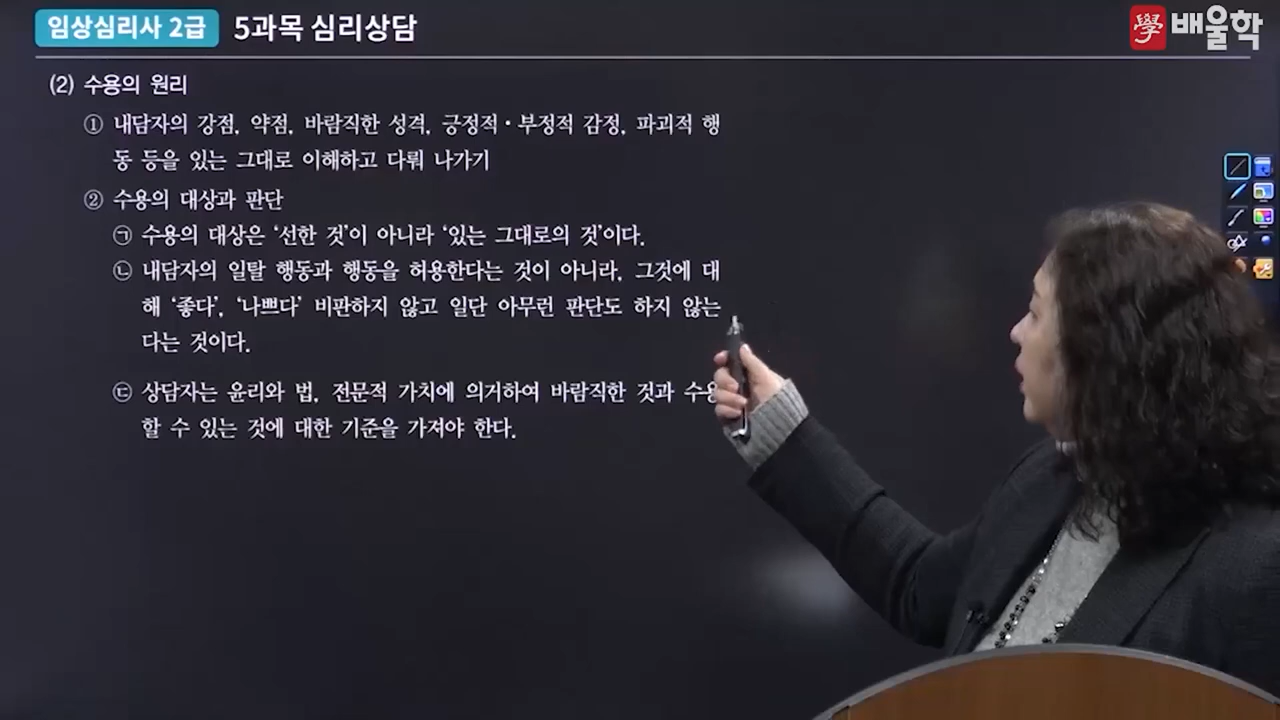 임상심리사 2급 5과목 심리상담
學 배울학
(2) 수용의 원리
① 내담자의 강점, 약점, 바람직한 성격, 긍정적·부정적 감정, 파괴적 행
동 등을 있는 그대로 이해하고 다뤄 나가기
② 수용의 대상과 판단
㉠ 수용의 대상은 ‘선한 것’이 아니라 ‘있는 그대로의 것’이다.
㉡ 내담자의 일탈 행동과 행동을 허용한다는 것이 아니라, 그것에 대
해 ‘좋다’, ‘나쁘다’ 비판하지 않고 일단 아무런 판단도 하지 않는
다는 것이다.
㉢ 상담자는 윤리와 법, 전문적 가치에 의거하여 바람직한 것과 수용
할 수 있는 것에 대한 기준을 가져야 한다.